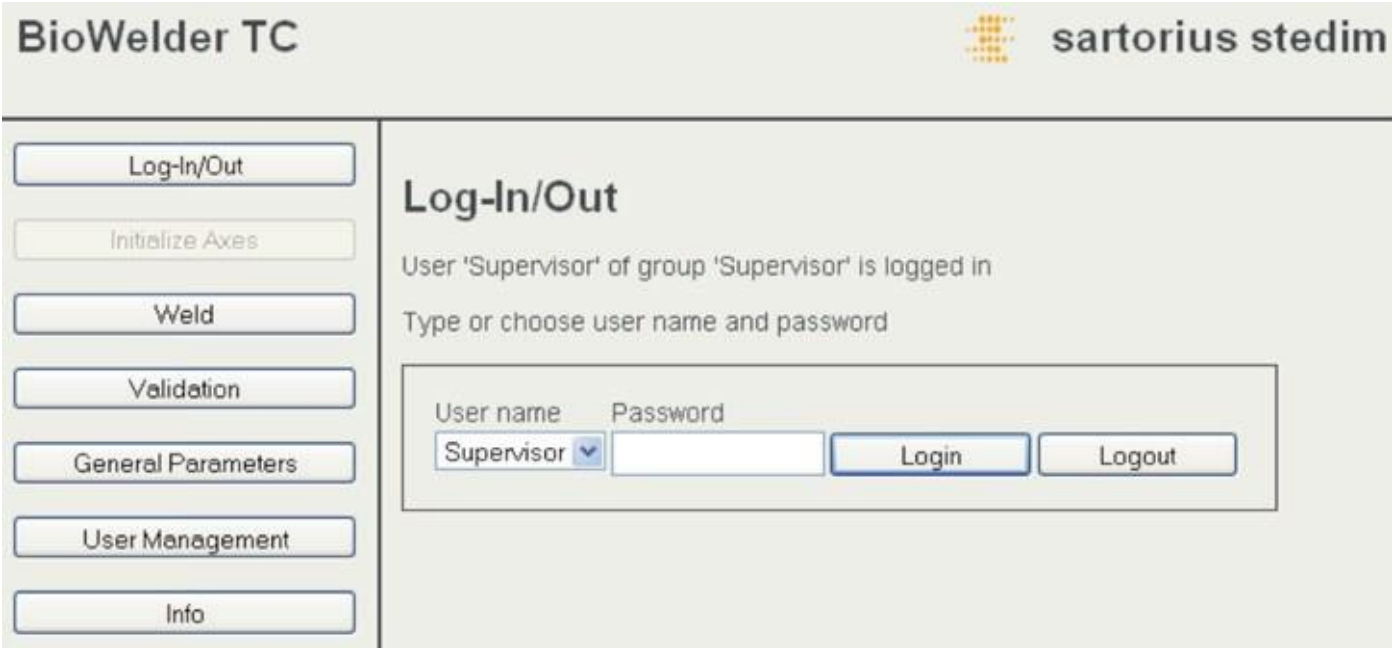 BioWelder TC
sartorius stedim
Log-In/Out
Initialize Axes
Weld
Validation
General Parameters
User Management
Info
Log-In/Out
User 'Supervisor' of group 'Supervisor' is logged in
Type or choose user name and password
User name Password
Supervisor Login Logout